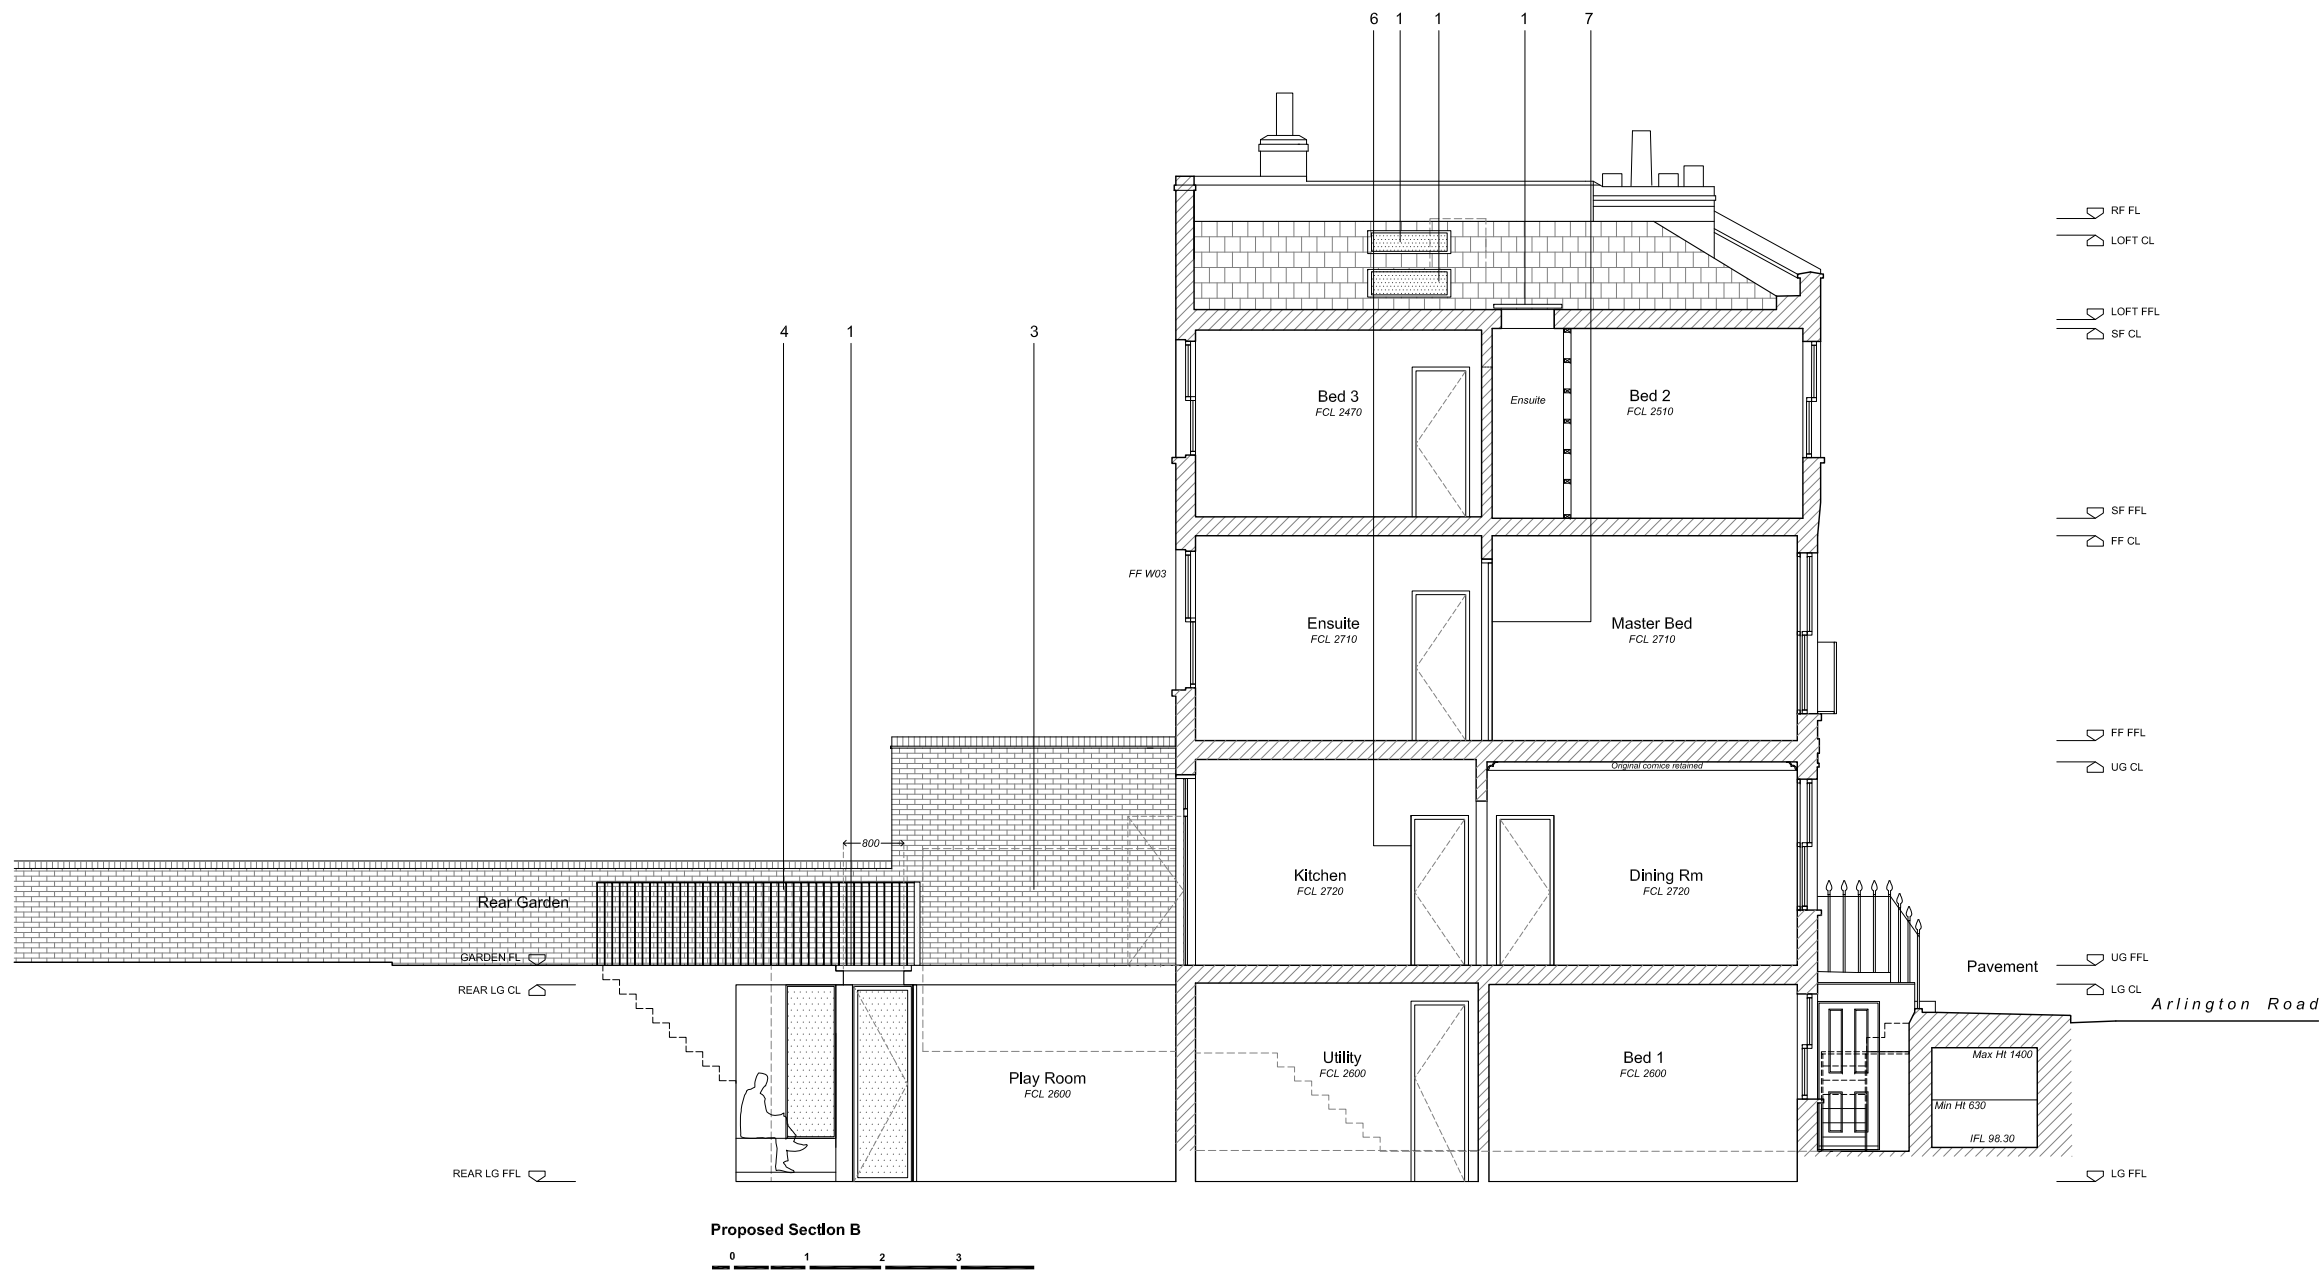 6 1 1 1 7
RF FL
LOFT CL
LOFT FFL
SF CL
4 1 3
Bed 3
FCL 2470
Ensuite
Bed 2
FCL 2510
SF FFL
FF CL
FF W03
Ensuite
FCL 2710
Master Bed
FCL 2710
FF FFL
UG CL
Original cornice retained
800
Kitchen
FCL 2720
Dining Rm
FCL 2720
Rear Garden
GARDEN FL
UG FFL
Pavement
REAR LG CL
LG CL
Arlington Road
Utility
FCL 2600
Bed 1
FCL 2600
Max Ht 1400
Play Room
FCL 2600
Min Ht 630
IFL 98.30
REAR LG FFL
LG FFL
Proposed Section B
0 1 2 3